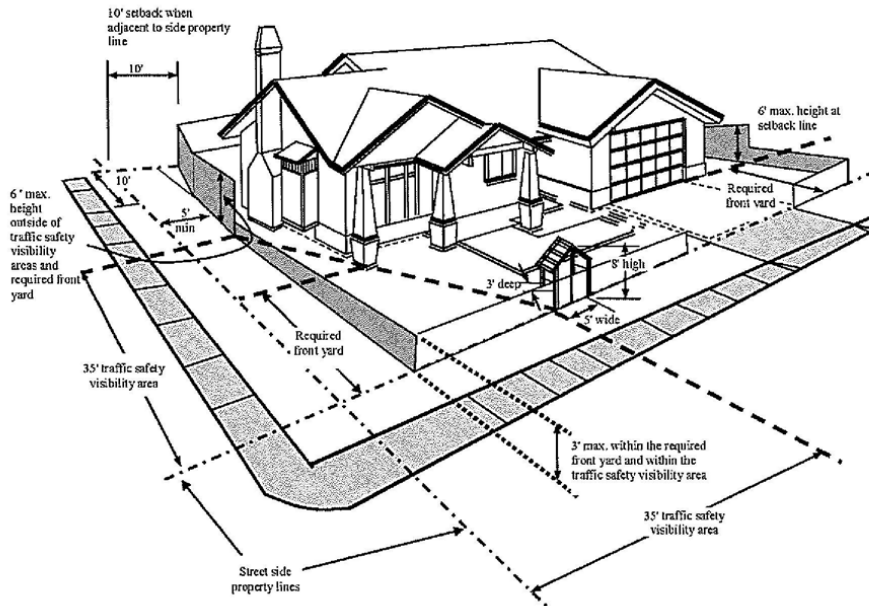 10' setback when
adjacent to side property
line
10'
6' max. height at
setback line
10'
6' max.
height
outside of
traffic safety
visibility
areas and
required front
yard
5'
min
Required
front yard
8' high
3' deep
5' wide
Required
front yard
35' traffic safety
visibility area
3' max. within the required
front yard and within the
traffic safety visibility area
35' traffic safety
visibility area
Street side
property lines